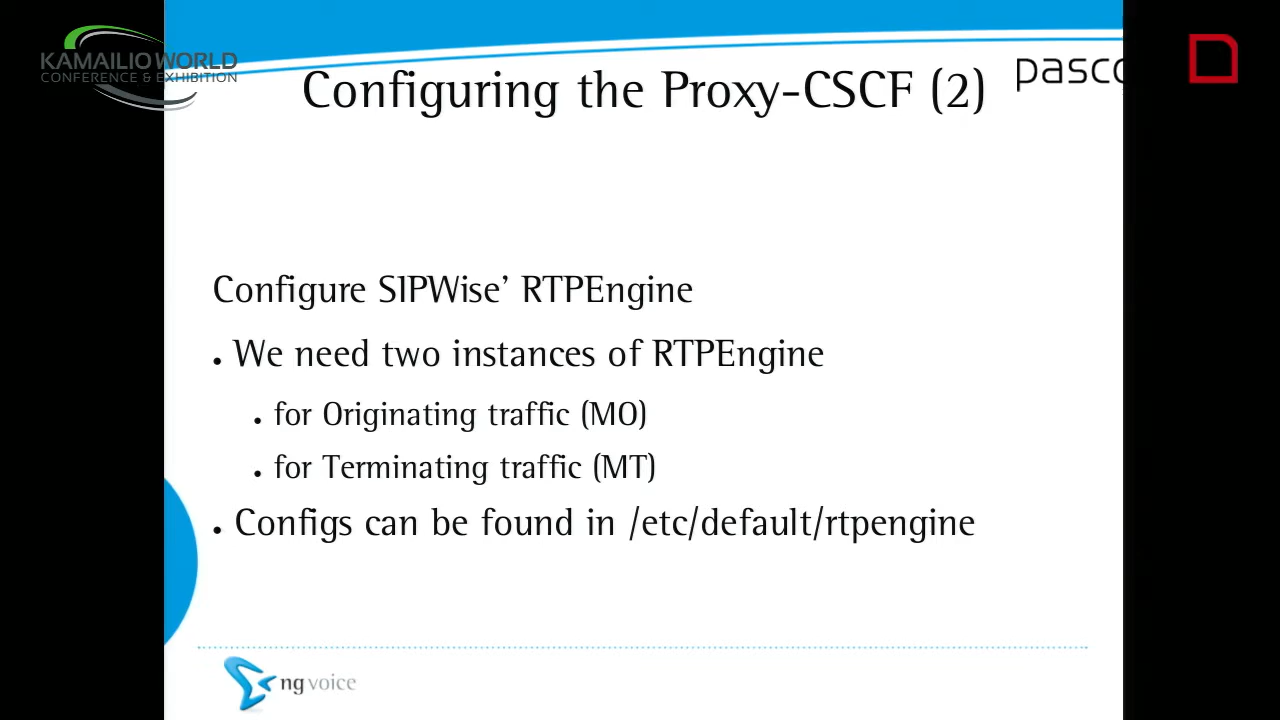 KAMAILIO WORLD
CONFERENCE & EXHIBITION
pasco
Configuring the Proxy-CSCF (2)
Configure SIPWise’ RTPEngine
• We need two instances of RTPEngine
• for Originating traffic (MO)
• for Terminating traffic (MT)
• Configs can be found in /etc/default/rtpengine
ng voice